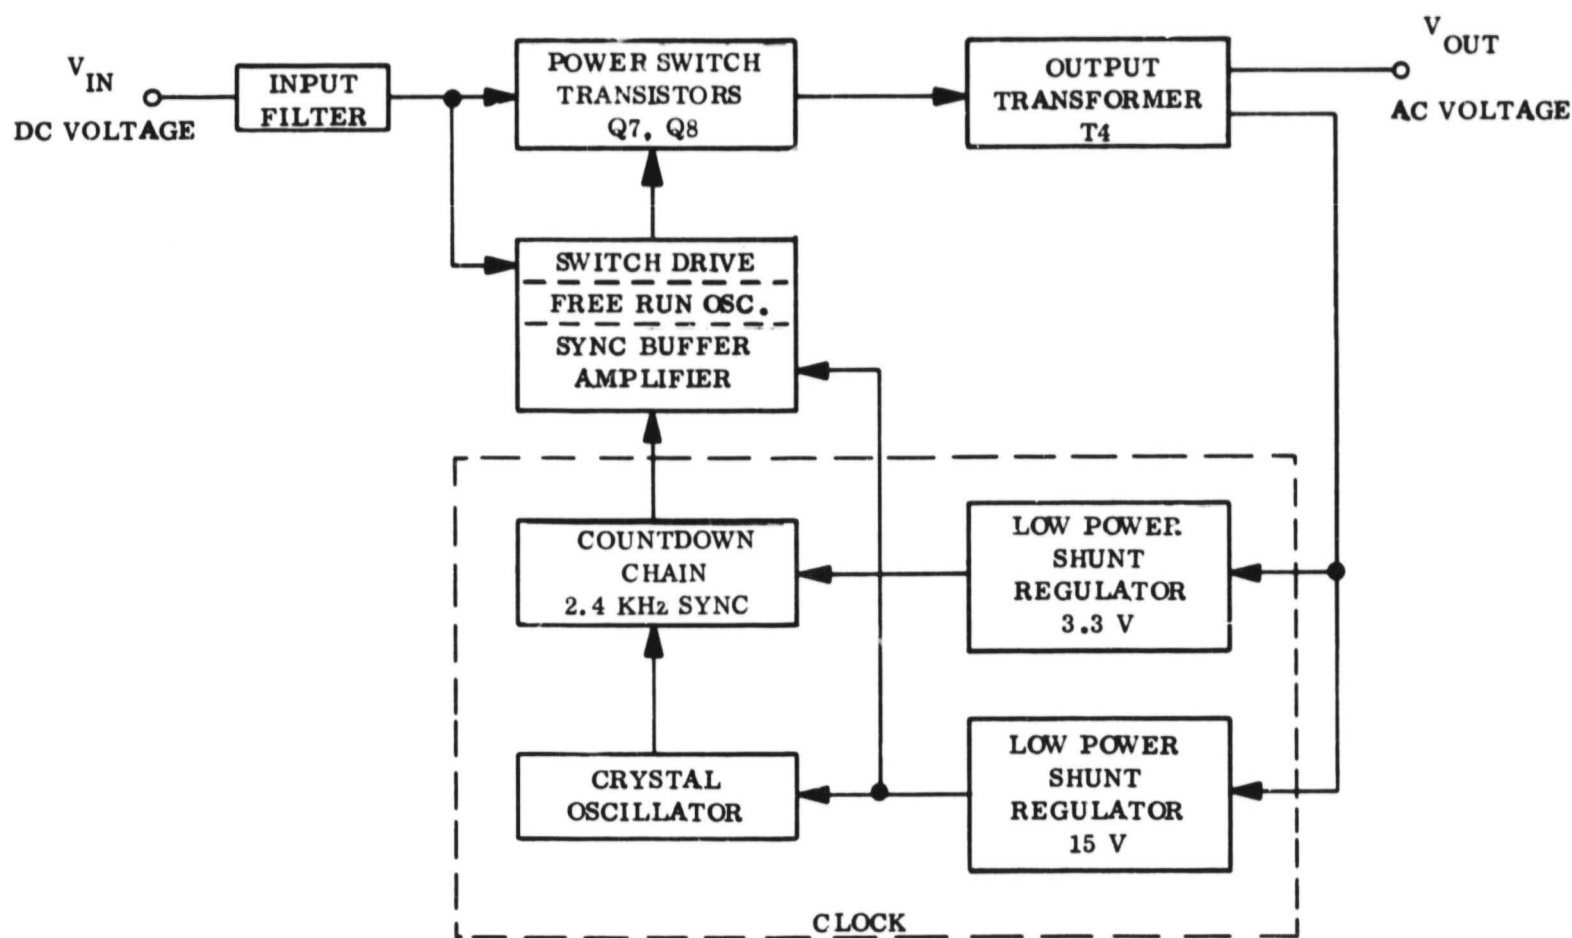 V IN
DC VOLTAGE
INPUT
FILTER
POWER SWITCH
TRANSISTORS
Q7, Q8
OUTPUT
TRANSFORMER
T4
V OUT
AC VOLTAGE
SWITCH DRIVE
FREE RUN OSC.
SYNC BUFFER
AMPLIFIER
COUNTDOWN
CHAIN
2.4 KHz SYNC
LOW POWER
SHUNT
REGULATOR
3.3 V
CRYSTAL
OSCILLATOR
LOW POWER
SHUNT
REGULATOR
15 V
CLOCK